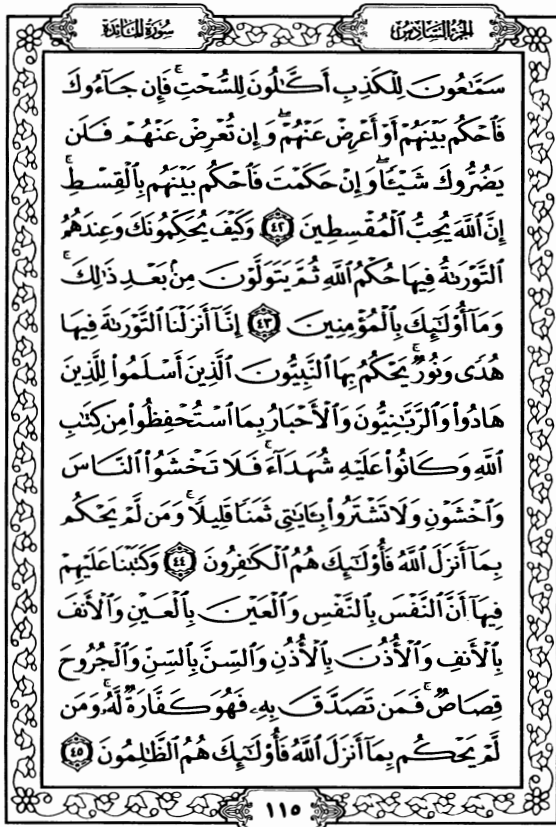 الجزء السادس
سورة المائدة
سَمَّٰعُونَ لِلْكَذِبِ أَكَّٰلُونَ لِلسُّحْتِ ۚ فَإِن جَآءُوكَ
فَٱحْكُم بَيْنَهُمْ أَوْ أَعْرِضْ عَنْهُمْ ۖ وَإِن تُعْرِضْ عَنْهُمْ فَلَن
يَضُرُّوكَ شَيْـًٔا ۖ وَإِنْ حَكَمْتَ فَٱحْكُم بَيْنَهُم بِٱلْقِسْطِ ۚ
إِنَّ ٱللَّهَ يُحِبُّ ٱلْمُقْسِطِينَ ۝٤٢ وَكَيْفَ يُحَكِّمُونَكَ وَعِندَهُمُ
ٱلتَّوْرَىٰةُ فِيهَا حُكْمُ ٱللَّهِ ثُمَّ يَتَوَلَّوْنَ مِنۢ بَعْدِ ذَٰلِكَ ۚ
وَمَآ أُو۟لَٰٓئِكَ بِٱلْمُؤْمِنِينَ ۝٤٣ إِنَّآ أَنزَلْنَا ٱلتَّوْرَىٰةَ فِيهَا
هُدًى وَنُورٌ ۚ يَحْكُمُ بِهَا ٱلنَّبِيُّونَ ٱلَّذِينَ أَسْلَمُوا۟ لِلَّذِينَ
هَادُوا۟ وَٱلرَّبَّٰنِيُّونَ وَٱلْأَحْبَارُ بِمَا ٱسْتُحْفِظُوا۟ مِن كِتَٰبِ
ٱللَّهِ وَكَانُوا۟ عَلَيْهِ شُهَدَآءَ ۚ فَلَا تَخْشَوُا۟ ٱلنَّاسَ
وَٱخْشَوْنِ وَلَا تَشْتَرُوا۟ بِـَٔايَٰتِى ثَمَنًا قَلِيلًا ۚ وَمَن لَّمْ يَحْكُم
بِمَآ أَنزَلَ ٱللَّهُ فَأُو۟لَٰٓئِكَ هُمُ ٱلْكَٰفِرُونَ ۝٤٤ وَكَتَبْنَا عَلَيْهِمْ
فِيهَآ أَنَّ ٱلنَّفْسَ بِٱلنَّفْسِ وَٱلْعَيْنَ بِٱلْعَيْنِ وَٱلْأَنفَ
بِٱلْأَنفِ وَٱلْأُذُنَ بِٱلْأُذُنِ وَٱلسِّنَّ بِٱلسِّنِّ وَٱلْجُرُوحَ
قِصَاصٌ ۚ فَمَن تَصَدَّقَ بِهِۦ فَهُوَ كَفَّارَةٌ لَّهُۥ ۚ وَمَن
لَّمْ يَحْكُم بِمَآ أَنزَلَ ٱللَّهُ فَأُو۟لَٰٓئِكَ هُمُ ٱلظَّٰلِمُونَ ۝٤٥
١١٥